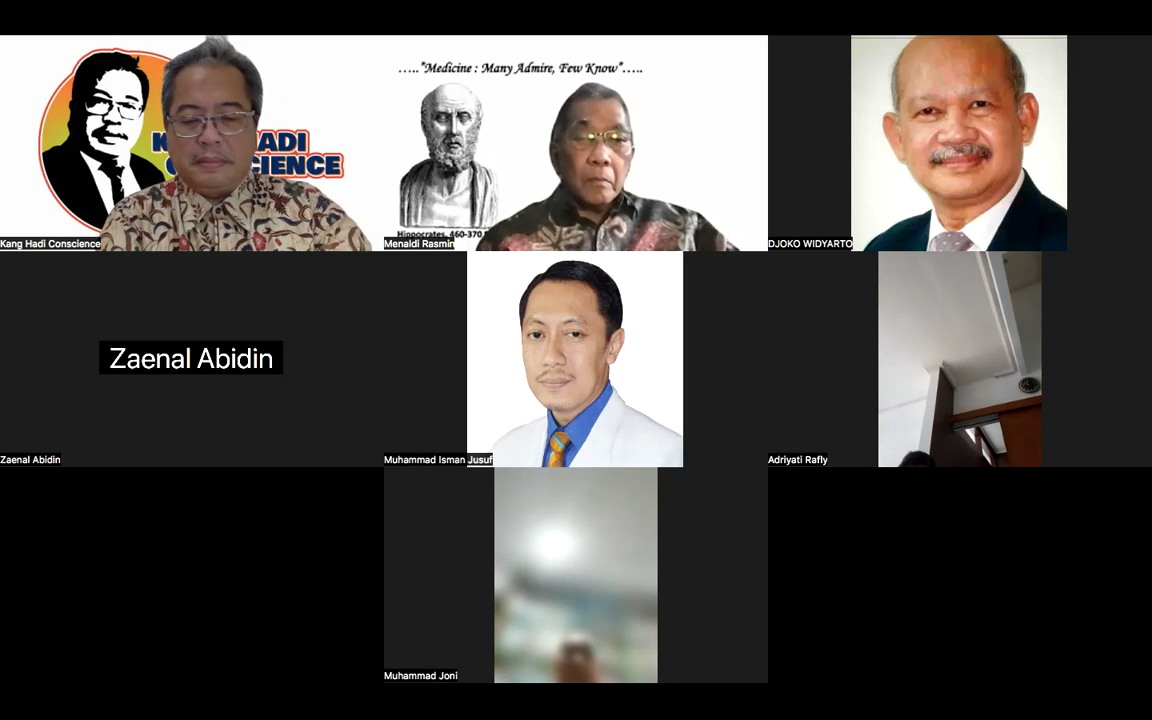 KANG HADI
CONSCIENCE
Kang Hadi Conscience
....."Medicine : Many Admire, Few Know".....
Hippocrates, 460-370
Menaldi Rasmin
DJOKO WIDYARTO
Zaenal Abidin
Zaenal Abidin
Muhammad Isman Jusuf
Adriyati Rafly
Muhammad Joni